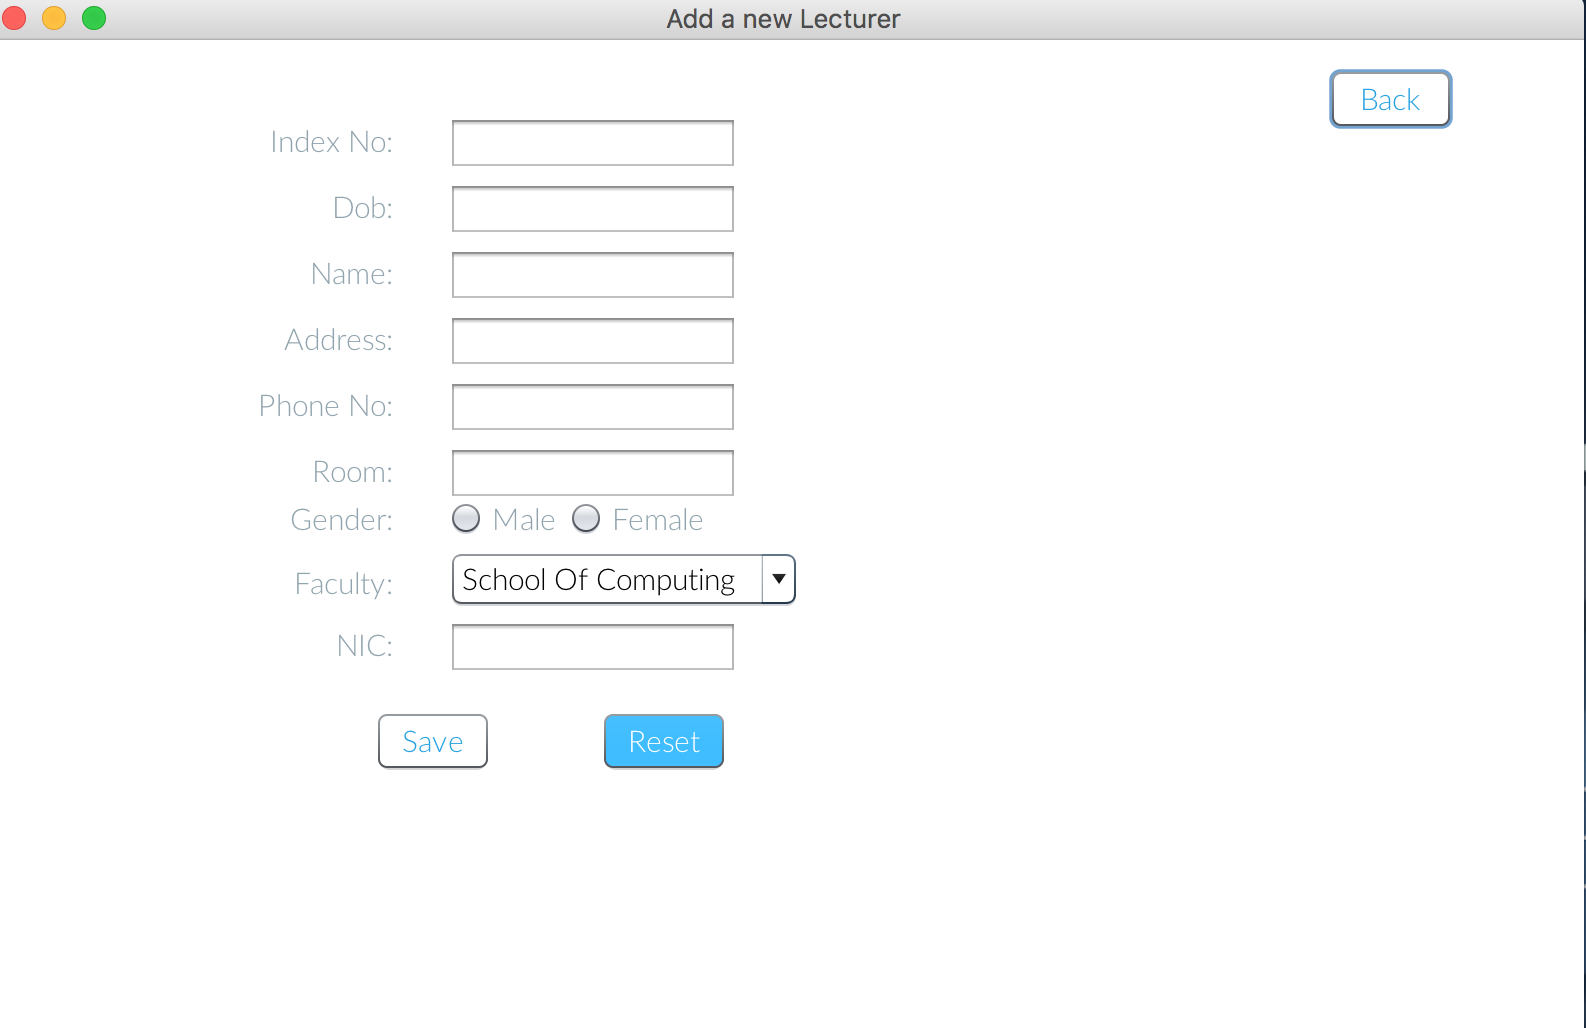 Add a new Lecturer
Back
Index No:
Dob:
Name:
Address:
Phone No:
Room:
Gender: Male Female
Faculty: School Of Computing
NIC:
Save Reset